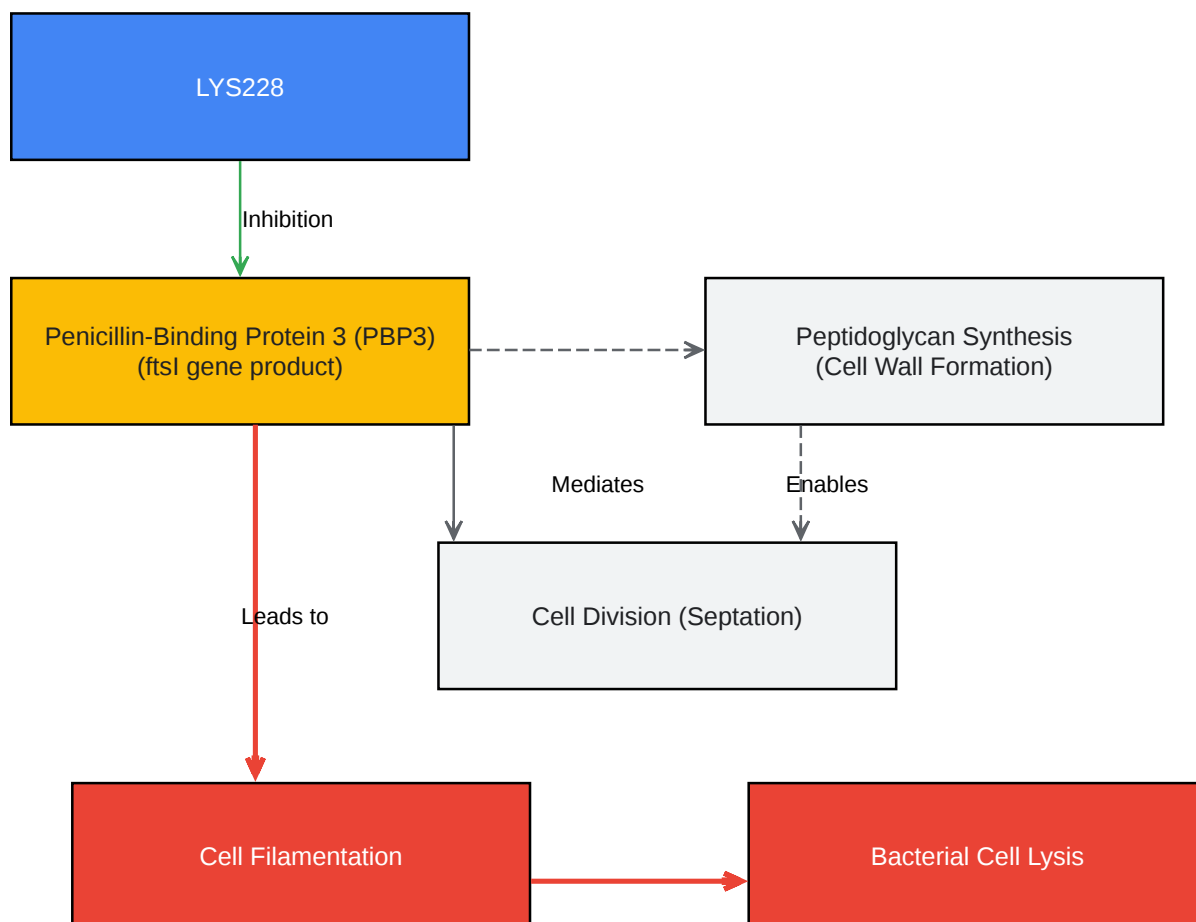 LYS228
Inhibition
Penicillin-Binding Protein 3 (PBP3)
(ftsI gene product)
Peptidoglycan Synthesis
(Cell Wall Formation)
Mediates
Enables
Leads to
Cell Division (Septation)
Cell Filamentation
Bacterial Cell Lysis